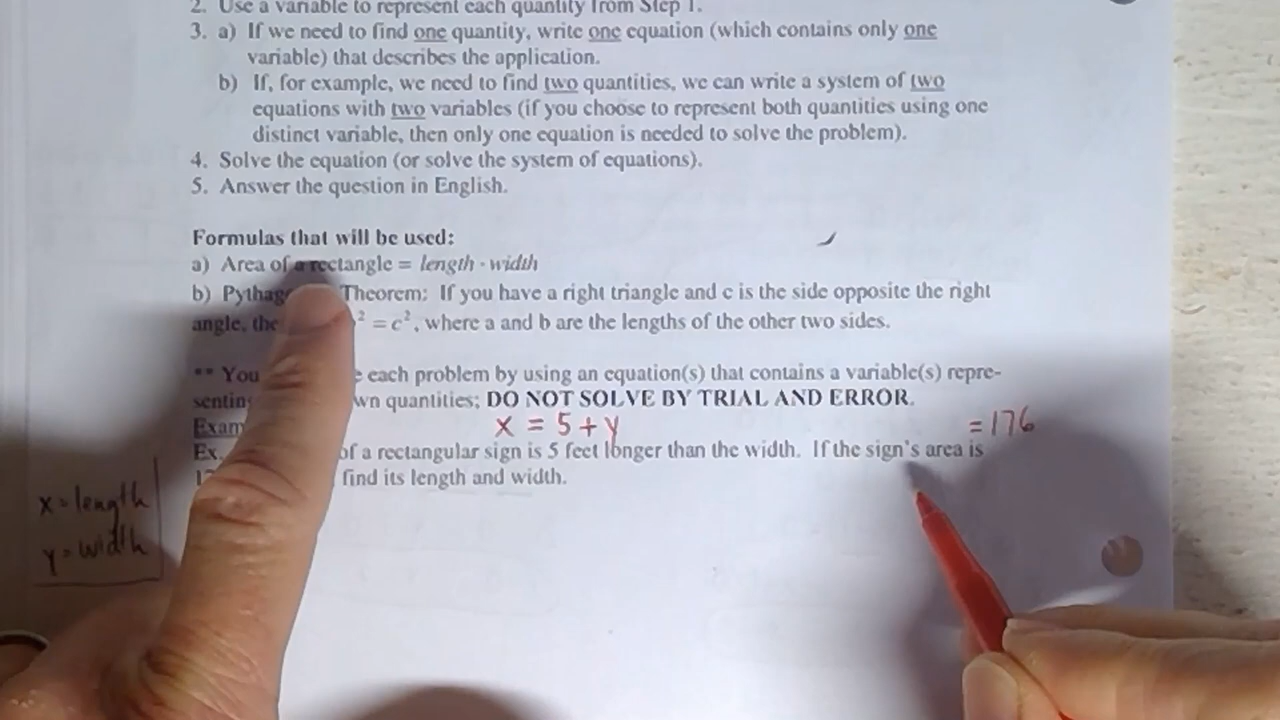 2. Use a variable to represent each quantity from Step 1.
3. a) If we need to find one quantity, write one equation (which contains only one
variable) that describes the application.
b) If, for example, we need to find two quantities, we can write a system of two
equations with two variables (if you choose to represent both quantities using one
distinct variable, then only one equation is needed to solve the problem).
4. Solve the equation (or solve the system of equations).
5. Answer the question in English.
Formulas that will be used:
a) Area of a rectangle = length · width
b) Theorem: If you have a right triangle and c is the side opposite the right
angle, ² = c², where a and b are the lengths of the other two sides.
** You each problem by using an equation(s) that contains a variable(s) repre-
quantities; DO NOT SOLVE BY TRIAL AND ERROR.
x = 5 + y = 176
Ex. of a rectangular sign is 5 feet longer than the width. If the sign's area is
find its length and width.
x = length
y = width